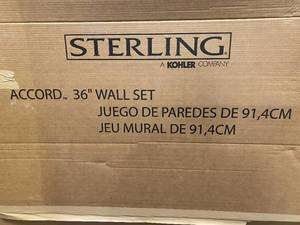 STERLING
A KOHLER COMPANY
ACCORD™ 36" WALL SET
JUEGO DE PAREDES DE 91,4CM
JEU MURAL DE 91,4CM